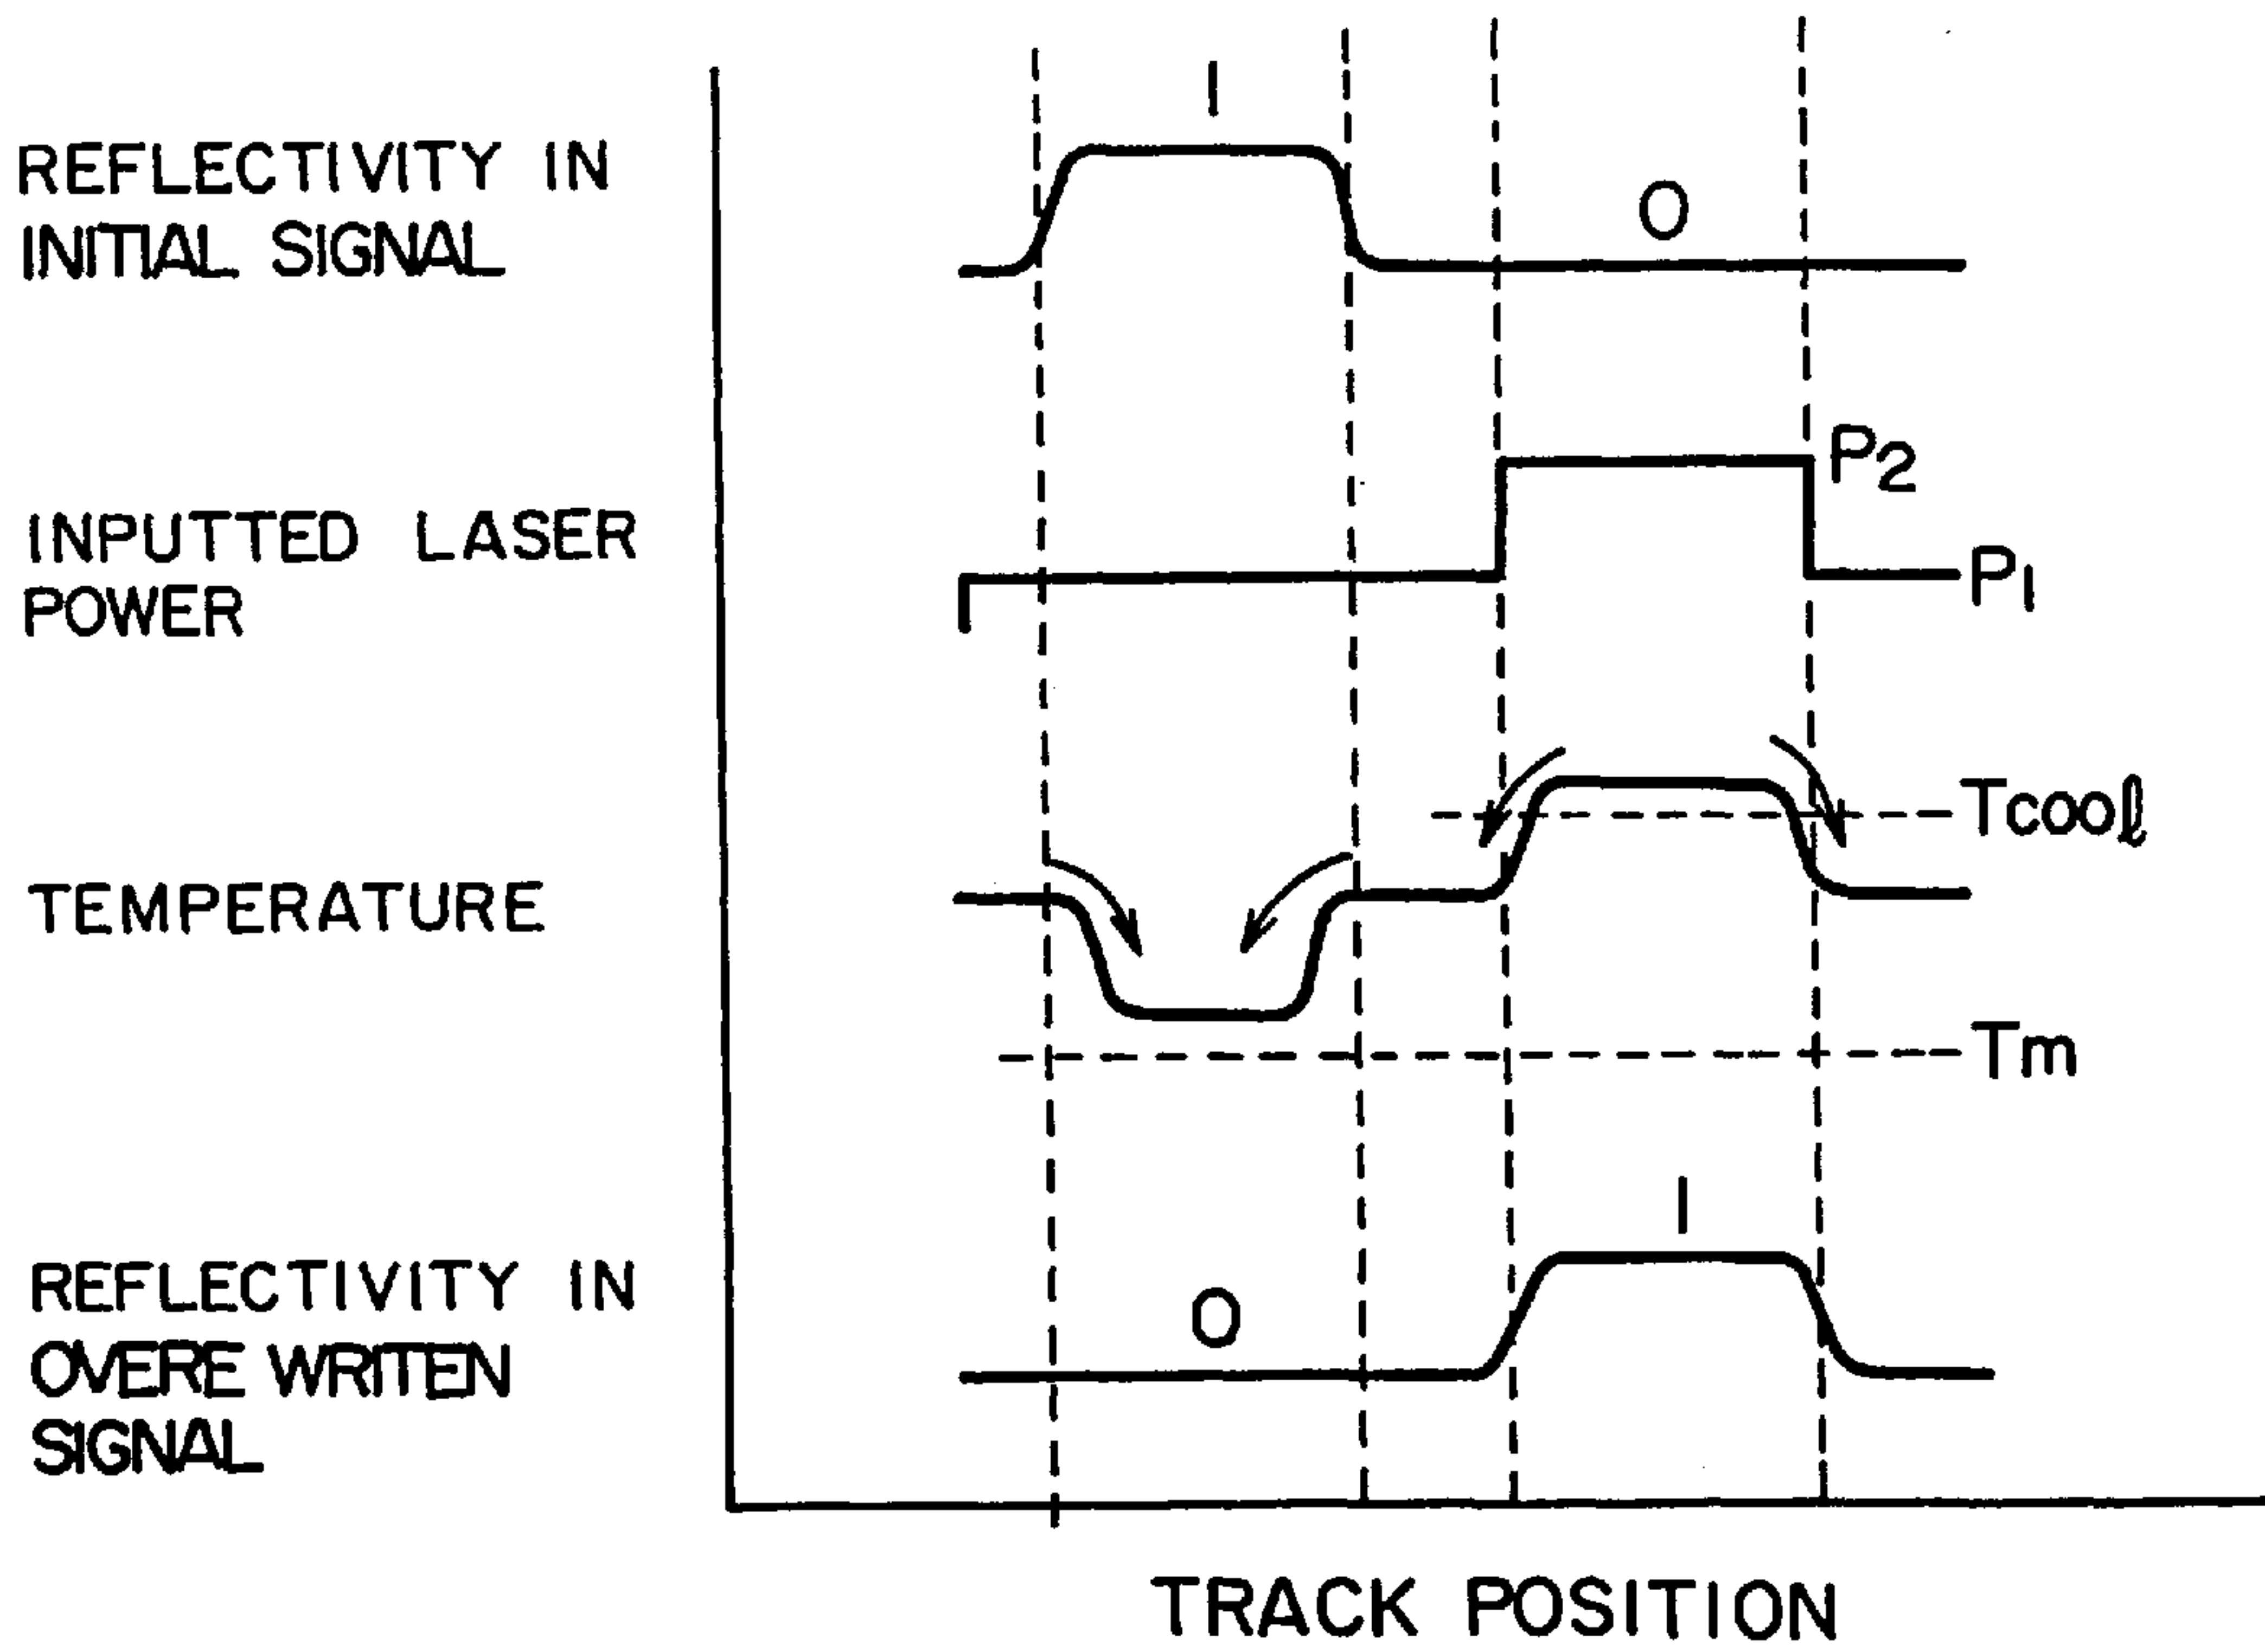 1
REFLECTIVITY IN
INITIAL SIGNAL
0
P2
INPUTTED LASER
POWER
P1
Tcool
TEMPERATURE
Tm
1
REFLECTIVITY IN
OVERE WRITEN
SIGNAL
0
TRACK POSITION